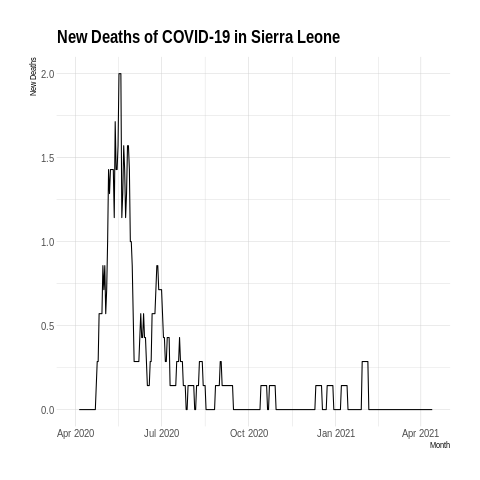 New Deaths of COVID-19 in Sierra Leone
New Deaths
2.0
1.5
1.0
0.5
0.0
Apr 2020 Jul 2020 Oct 2020 Jan 2021 Apr 2021
Month